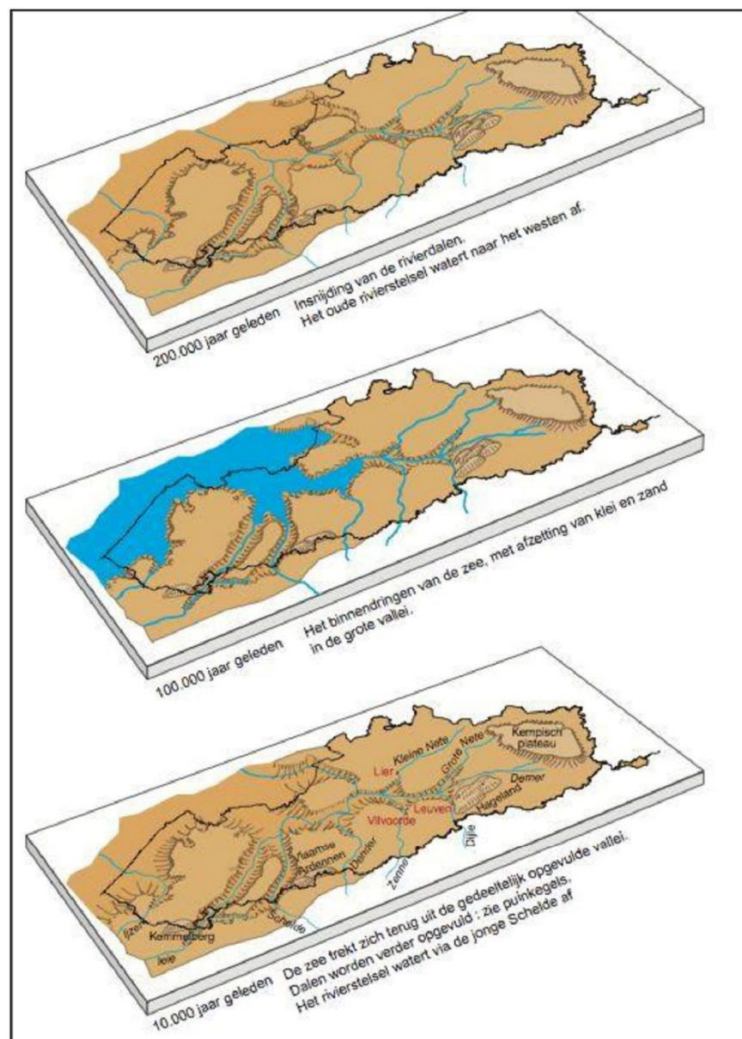 200.000 jaar geleden Insnijding van de rivierdalen.
Het oude rivierstelsel watert naar het westen af.
100.000 jaar geleden Het binnendringen van de zee, met afzetting van klei en zand
in de grote vallei.
Kempisch
plateau
Kleine Nete
Grote Nete
Lier
Demer
Leuven
Hageland
Vilvoorde
Dijle
Vlaamse
Ardennen
Dender
Zenne
Schelde
Ijzer
Kemmelberg
leie
10.000 jaar geleden De zee trekt zich terug uit de gedeeltelijk opgevulde vallei.
Dalen worden verder opgevuld : zie puinkegels.
Het rivierstelsel watert via de jonge Schelde af